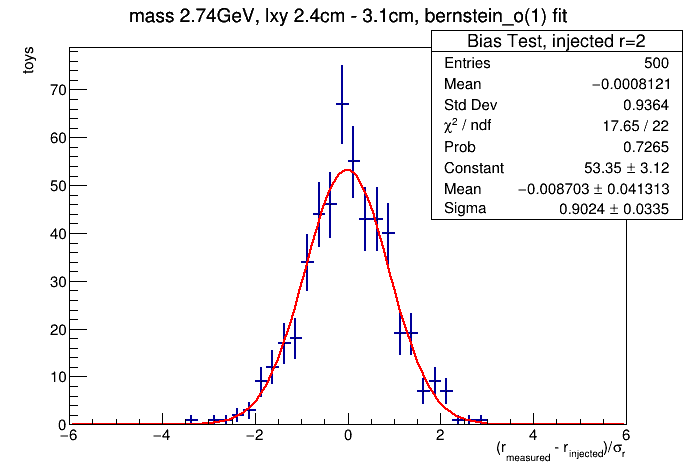 mass 2.74GeV, lxy 2.4cm - 3.1cm, bernstein_o(1) fit
Bias Test, injected r=2
Entries 500
Mean −0.0008121
Std Dev 0.9364
χ² / ndf 17.65 / 22
Prob 0.7265
Constant 53.35 ± 3.12
Mean −0.008703 ± 0.041313
Sigma 0.9024 ± 0.0335
toys
70
60
50
40
30
20
10
0
−6 −4 −2 0 2 4 6
(r_measured - r_injected)/σ_r